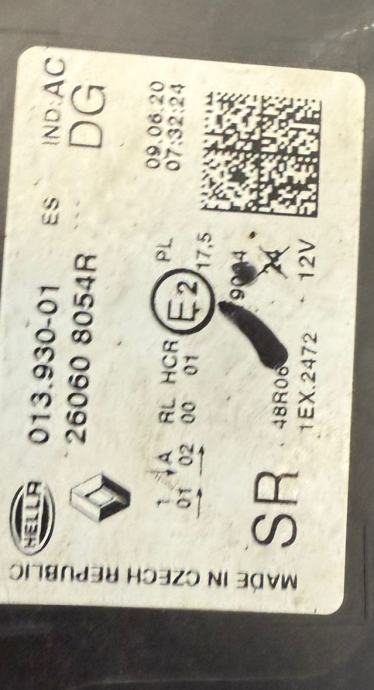 HELLA 013.930-01 ES IND:AC
26060 8054R DG
1 A RL HCR PL 09.06.20
01 02 00 01 E2 17,5 07:32:24
SR 48R06 24
1EX.2472 12V
MADE IN CZECH REPUBLIC